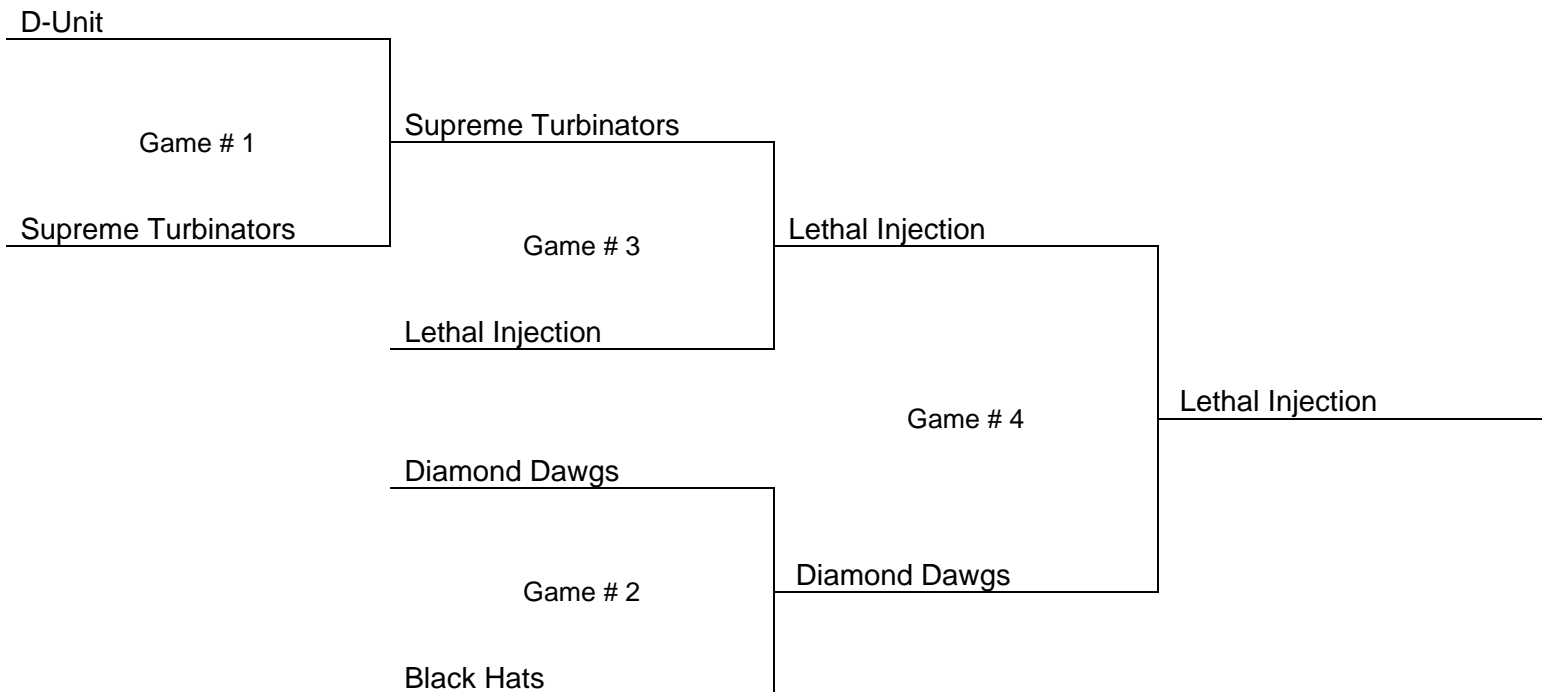 D-Unit
Game # 1
Supreme Turbinators
Supreme Turbinators
Game # 3
Lethal Injection
Lethal Injection
Game # 4
Lethal Injection
Diamond Dawgs
Game # 2
Diamond Dawgs
Black Hats